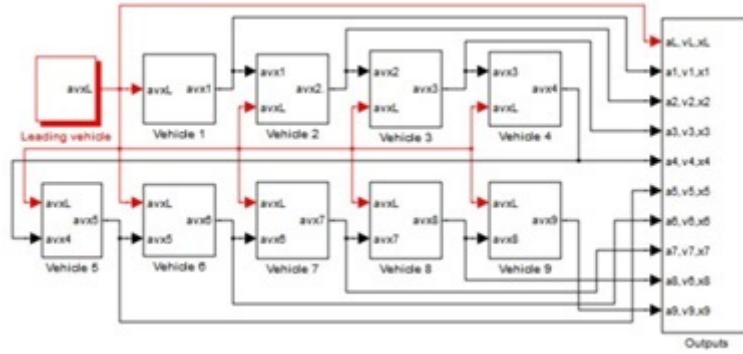 avxL
Leading vehicle
avxL avx1
Vehicle 1
avx1
avxL
avx2
Vehicle 2
avx2
avxL
avx3
Vehicle 3
avx3
avxL
avx4
Vehicle 4
avxL
avx4
avx5
Vehicle 5
avxL
avx5
avx6
Vehicle 6
avxL
avx6
avx7
Vehicle 7
avxL
avx7
avx8
Vehicle 8
avxL
avx8
avx9
Vehicle 9
aL,vL,xL
a1,v1,x1
a2,v2,x2
a3,v3,x3
a4,v4,x4
a5,v5,x5
a6,v6,x6
a7,v7,x7
a8,v8,x8
a9,v9,x9
Outputs